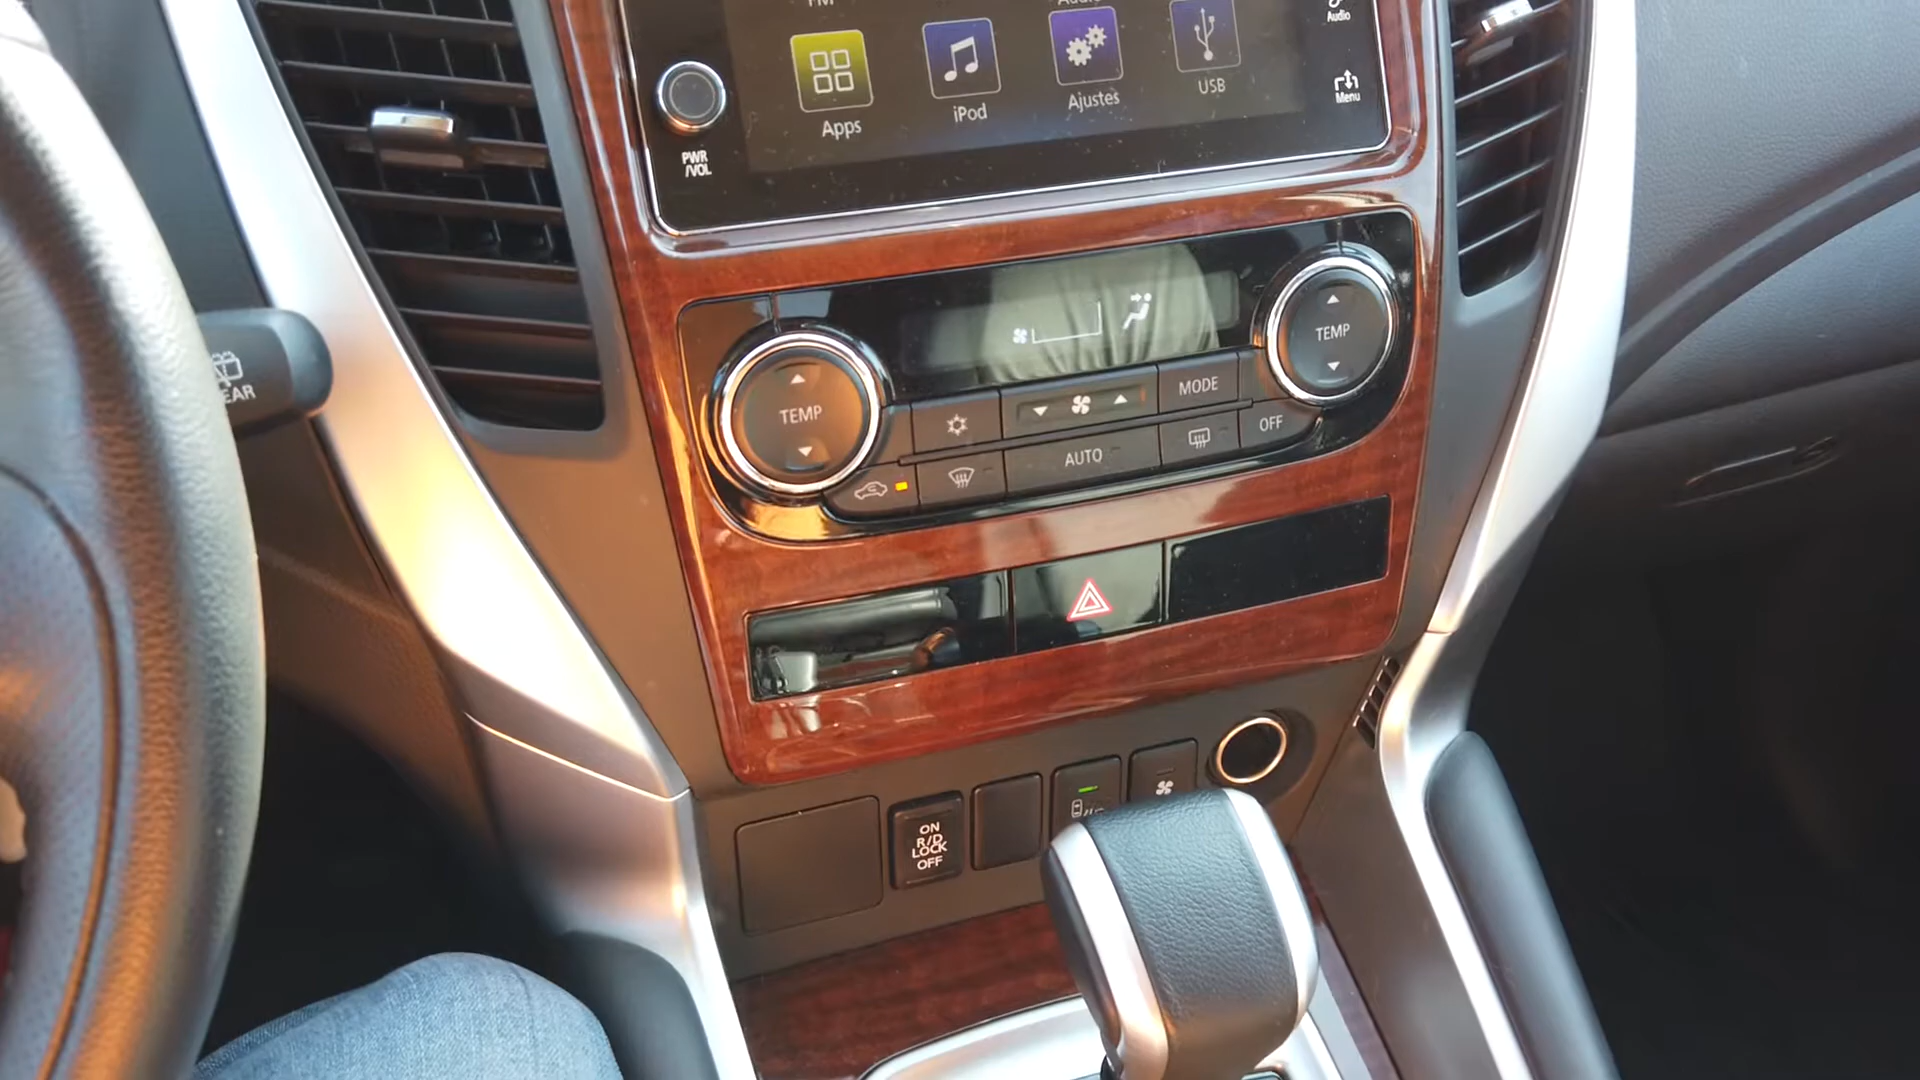 Audio
Apps
iPod
Ajustes
USB
Menu
PWR
/VOL
TEMP
TEMP
MODE
AUTO
OFF
ON
R/D
LOCK
OFF